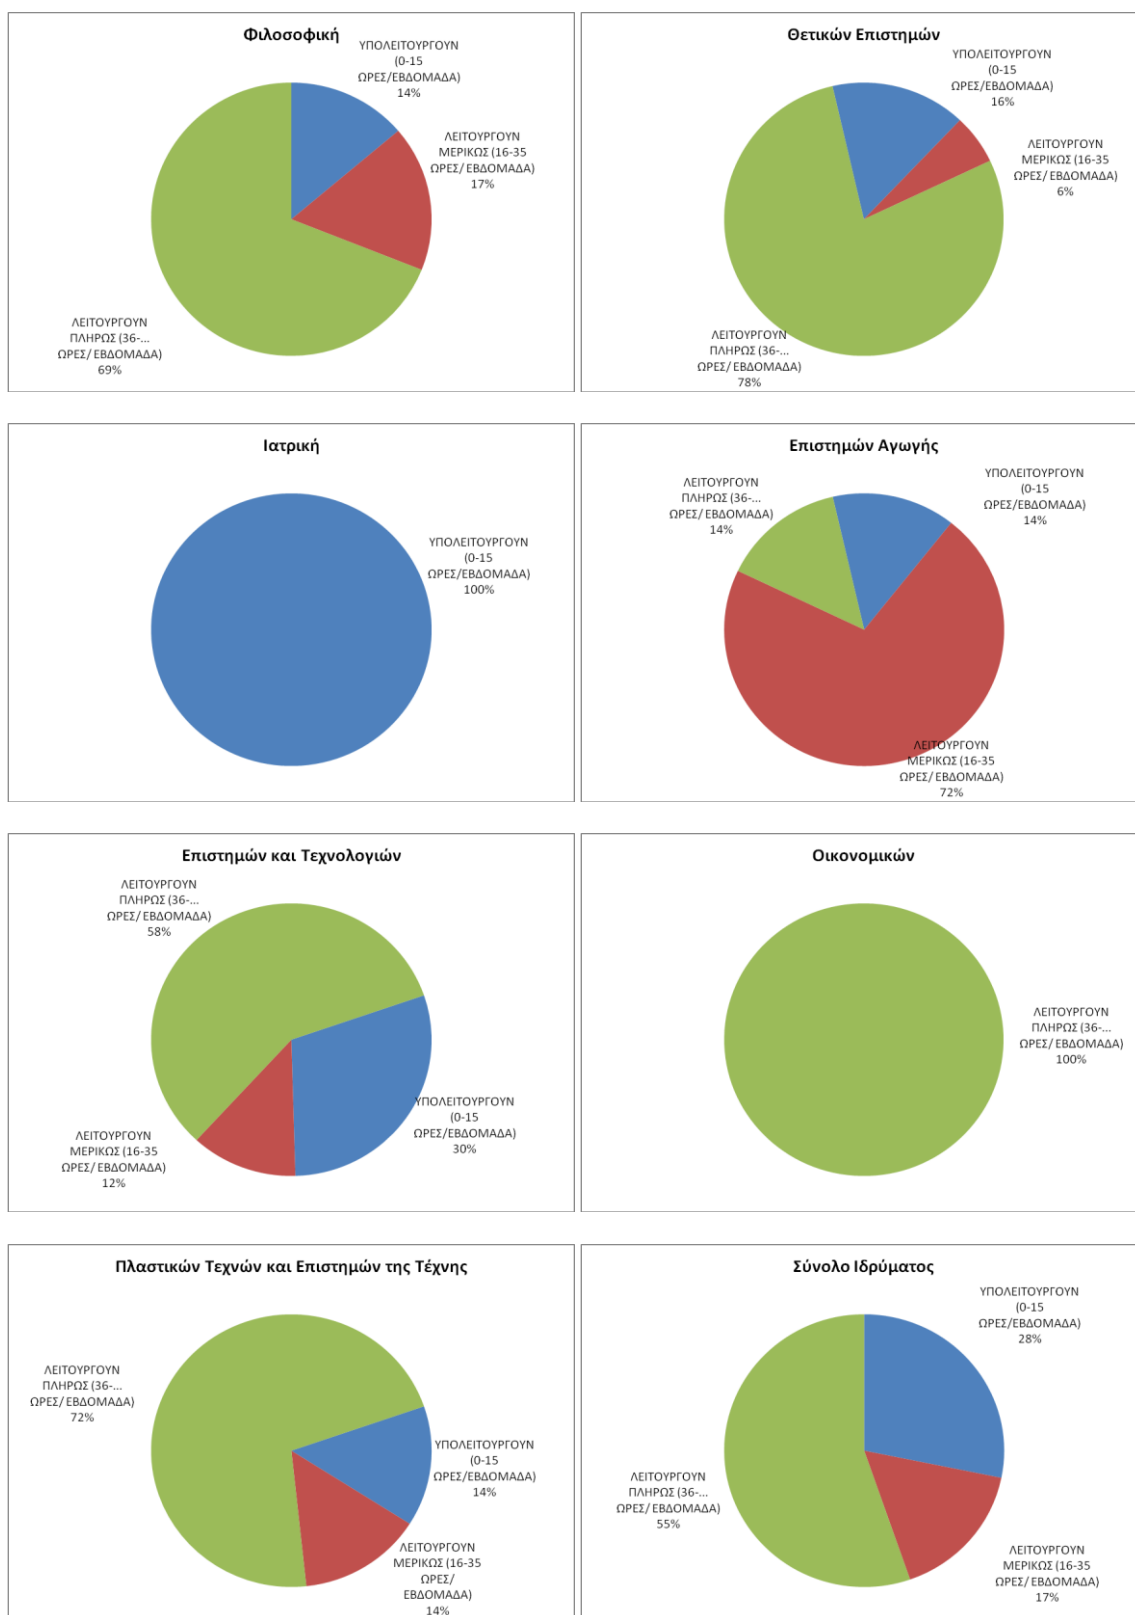 Φιλοσοφική
ΥΠΟΛΕΙΤΟΥΡΓΟΥΝ
(0-15
ΩΡΕΣ/ΕΒΔΟΜΑΔΑ)
14%
ΛΕΙΤΟΥΡΓΟΥΝ
ΜΕΡΙΚΩΣ (16-35
ΩΡΕΣ/ ΕΒΔΟΜΑΔΑ)
17%
ΛΕΙΤΟΥΡΓΟΥΝ
ΠΛΗΡΩΣ (36-...
ΩΡΕΣ/ ΕΒΔΟΜΑΔΑ)
69%
Θετικών Επιστημών
ΥΠΟΛΕΙΤΟΥΡΓΟΥΝ
(0-15
ΩΡΕΣ/ΕΒΔΟΜΑΔΑ)
16%
ΛΕΙΤΟΥΡΓΟΥΝ
ΜΕΡΙΚΩΣ (16-35
ΩΡΕΣ/ ΕΒΔΟΜΑΔΑ)
6%
ΛΕΙΤΟΥΡΓΟΥΝ
ΠΛΗΡΩΣ (36-...
ΩΡΕΣ/ ΕΒΔΟΜΑΔΑ)
78%
Ιατρική
ΥΠΟΛΕΙΤΟΥΡΓΟΥΝ
(0-15
ΩΡΕΣ/ΕΒΔΟΜΑΔΑ)
100%
Επιστημών Αγωγής
ΛΕΙΤΟΥΡΓΟΥΝ
ΠΛΗΡΩΣ (36-...
ΩΡΕΣ/ ΕΒΔΟΜΑΔΑ)
14%
ΥΠΟΛΕΙΤΟΥΡΓΟΥΝ
(0-15
ΩΡΕΣ/ΕΒΔΟΜΑΔΑ)
14%
ΛΕΙΤΟΥΡΓΟΥΝ
ΜΕΡΙΚΩΣ (16-35
ΩΡΕΣ/ ΕΒΔΟΜΑΔΑ)
72%
Επιστημών και Τεχνολογιών
ΛΕΙΤΟΥΡΓΟΥΝ
ΠΛΗΡΩΣ (36-...
ΩΡΕΣ/ ΕΒΔΟΜΑΔΑ)
58%
ΥΠΟΛΕΙΤΟΥΡΓΟΥΝ
(0-15
ΩΡΕΣ/ΕΒΔΟΜΑΔΑ)
30%
ΛΕΙΤΟΥΡΓΟΥΝ
ΜΕΡΙΚΩΣ (16-35
ΩΡΕΣ/ ΕΒΔΟΜΑΔΑ)
12%
Οικονομικών
ΛΕΙΤΟΥΡΓΟΥΝ
ΠΛΗΡΩΣ (36-...
ΩΡΕΣ/ ΕΒΔΟΜΑΔΑ)
100%
Πλαστικών Τεχνών και Επιστημών της Τέχνης
ΛΕΙΤΟΥΡΓΟΥΝ
ΠΛΗΡΩΣ (36-...
ΩΡΕΣ/ ΕΒΔΟΜΑΔΑ)
72%
ΥΠΟΛΕΙΤΟΥΡΓΟΥΝ
(0-15
ΩΡΕΣ/ΕΒΔΟΜΑΔΑ)
14%
ΛΕΙΤΟΥΡΓΟΥΝ
ΜΕΡΙΚΩΣ (16-35
ΩΡΕΣ/
ΕΒΔΟΜΑΔΑ)
14%
Σύνολο Ιδρύματος
ΥΠΟΛΕΙΤΟΥΡΓΟΥΝ
(0-15
ΩΡΕΣ/ΕΒΔΟΜΑΔΑ)
28%
ΛΕΙΤΟΥΡΓΟΥΝ
ΠΛΗΡΩΣ (36-...
ΩΡΕΣ/ ΕΒΔΟΜΑΔΑ)
55%
ΛΕΙΤΟΥΡΓΟΥΝ
ΜΕΡΙΚΩΣ (16-35
ΩΡΕΣ/ ΕΒΔΟΜΑΔΑ)
17%